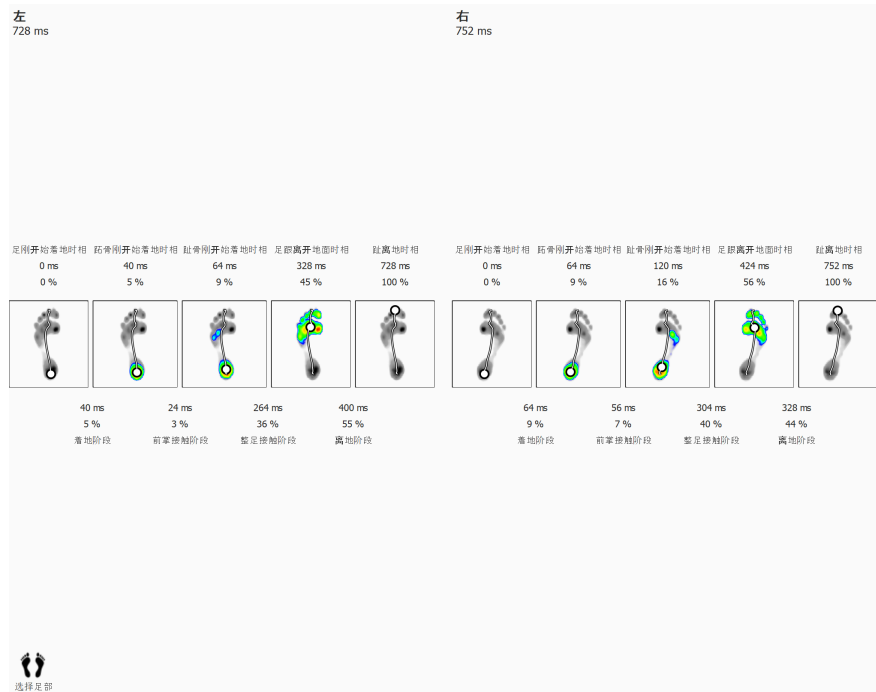 左
728 ms
足刚开始着地时相 跖骨刚开始着地时相 趾骨刚开始着地时相 足跟离开地面时相 趾离地时相
0 ms 40 ms 64 ms 328 ms 728 ms
0 % 5 % 9 % 45 % 100 %
40 ms 24 ms 264 ms 400 ms
5 % 3 % 36 % 55 %
着地阶段 前掌接触阶段 整足接触阶段 离地阶段
右
752 ms
足刚开始着地时相 跖骨刚开始着地时相 趾骨刚开始着地时相 足跟离开地面时相 趾离地时相
0 ms 64 ms 120 ms 424 ms 752 ms
0 % 9 % 16 % 56 % 100 %
64 ms 56 ms 304 ms 328 ms
9 % 7 % 40 % 44 %
着地阶段 前掌接触阶段 整足接触阶段 离地阶段
选择足部